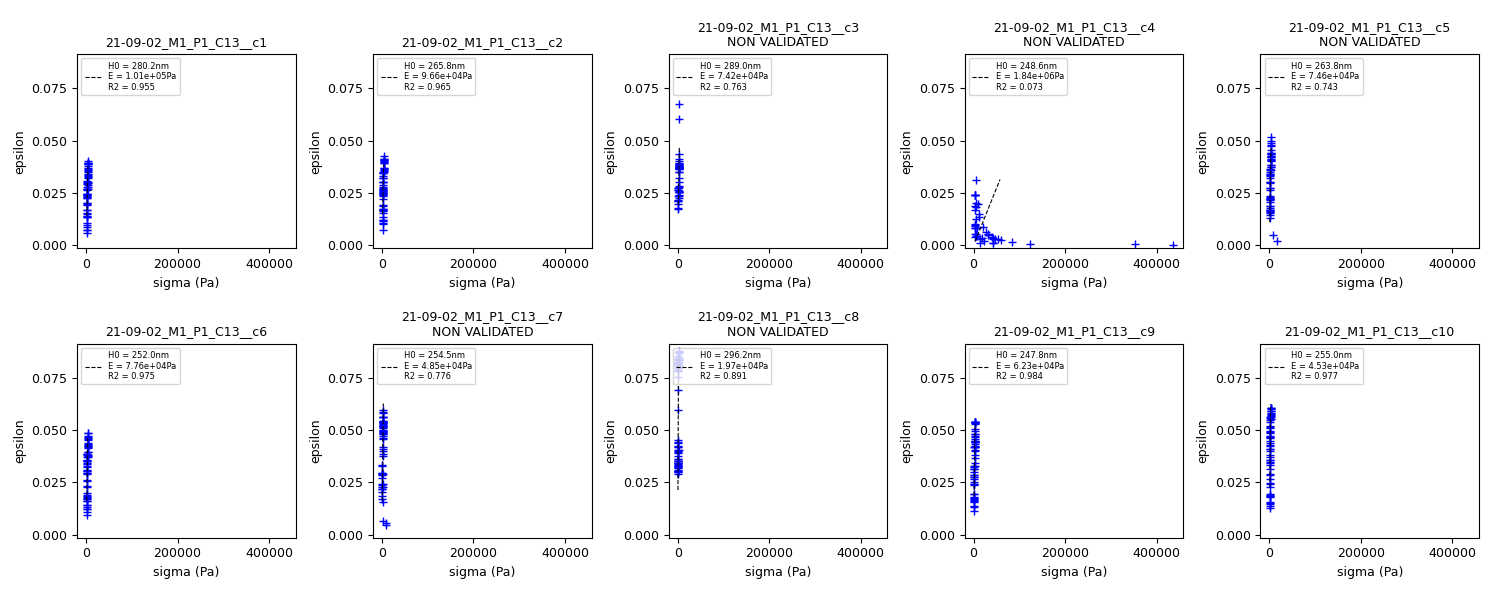 21-09-02_M1_P1_C13__c1
H0 = 280.2nm
E = 1.01e+05Pa
R2 = 0.955
0.075
0.050
0.025
0.000
epsilon
0 200000 400000
sigma (Pa)
21-09-02_M1_P1_C13__c2
H0 = 265.8nm
E = 9.66e+04Pa
R2 = 0.965
0.075
0.050
0.025
0.000
epsilon
0 200000 400000
sigma (Pa)
21-09-02_M1_P1_C13__c3
NON VALIDATED
H0 = 289.0nm
E = 7.42e+04Pa
R2 = 0.763
0.075
0.050
0.025
0.000
epsilon
0 200000 400000
sigma (Pa)
21-09-02_M1_P1_C13__c4
NON VALIDATED
H0 = 248.6nm
E = 1.84e+06Pa
R2 = 0.073
0.075
0.050
0.025
0.000
epsilon
0 200000 400000
sigma (Pa)
21-09-02_M1_P1_C13__c5
NON VALIDATED
H0 = 263.8nm
E = 7.46e+04Pa
R2 = 0.743
0.075
0.050
0.025
0.000
epsilon
0 200000 400000
sigma (Pa)
21-09-02_M1_P1_C13__c6
H0 = 252.0nm
E = 7.76e+04Pa
R2 = 0.975
0.075
0.050
0.025
0.000
epsilon
0 200000 400000
sigma (Pa)
21-09-02_M1_P1_C13__c7
NON VALIDATED
H0 = 254.5nm
E = 4.85e+04Pa
R2 = 0.776
0.075
0.050
0.025
0.000
epsilon
0 200000 400000
sigma (Pa)
21-09-02_M1_P1_C13__c8
NON VALIDATED
H0 = 296.2nm
E = 1.97e+04Pa
R2 = 0.891
0.075
0.050
0.025
0.000
epsilon
0 200000 400000
sigma (Pa)
21-09-02_M1_P1_C13__c9
H0 = 247.8nm
E = 6.23e+04Pa
R2 = 0.984
0.075
0.050
0.025
0.000
epsilon
0 200000 400000
sigma (Pa)
21-09-02_M1_P1_C13__c10
H0 = 255.0nm
E = 4.53e+04Pa
R2 = 0.977
0.075
0.050
0.025
0.000
epsilon
0 200000 400000
sigma (Pa)